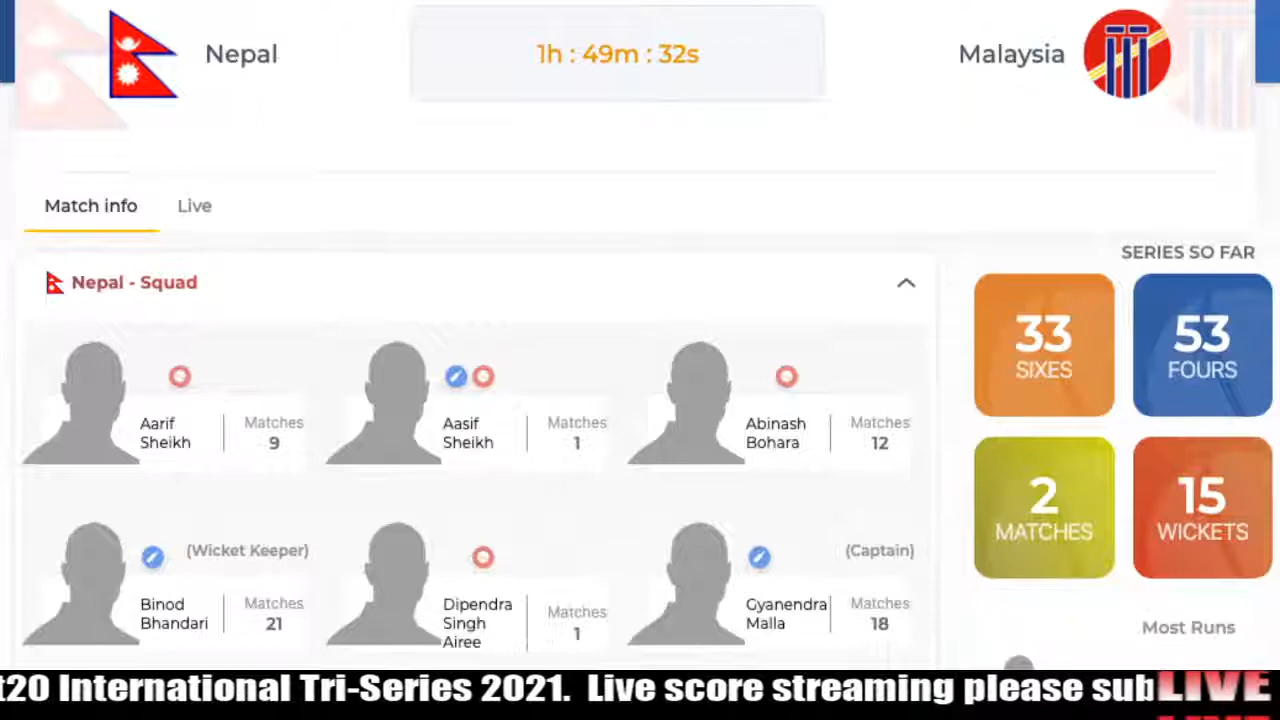 Nepal
1h : 49m : 32s
Malaysia
Match info
Live
SERIES SO FAR
Nepal - Squad
Aarif
Sheikh
Matches
9
Aasif
Sheikh
Matches
1
Abinash
Bohara
Matches
12
(Wicket Keeper)
Binod
Bhandari
Matches
21
Dipendra
Singh
Airee
Matches
1
(Captain)
Gyanendra
Malla
Matches
18
33
SIXES
53
FOURS
2
MATCHES
15
WICKETS
Most Runs
t20 International Tri-Series 2021.  Live score streaming please sub
LIVE